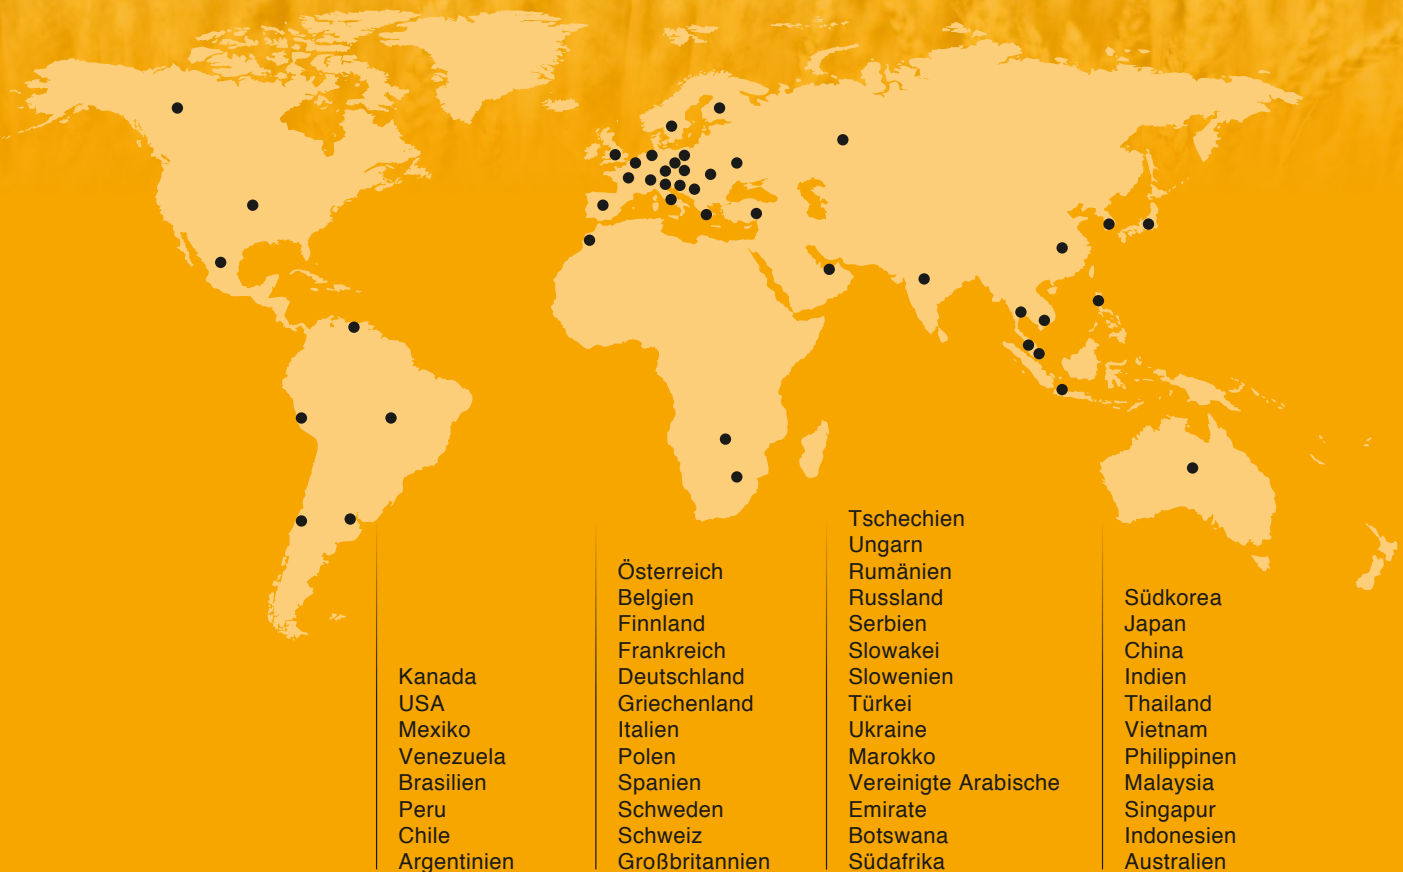 Kanada
USA
Mexiko
Venezuela
Brasilien
Peru
Chile
Argentinien
Österreich
Belgien
Finnland
Frankreich
Deutschland
Griechenland
Italien
Polen
Spanien
Schweden
Schweiz
Großbritannien
Tschechien
Ungarn
Rumänien
Russland
Serbien
Slowakei
Slowenien
Türkei
Ukraine
Marokko
Vereinigte Arabische
Emirate
Botswana
Südafrika
Südkorea
Japan
China
Indien
Thailand
Vietnam
Philippinen
Malaysia
Singapur
Indonesien
Australien